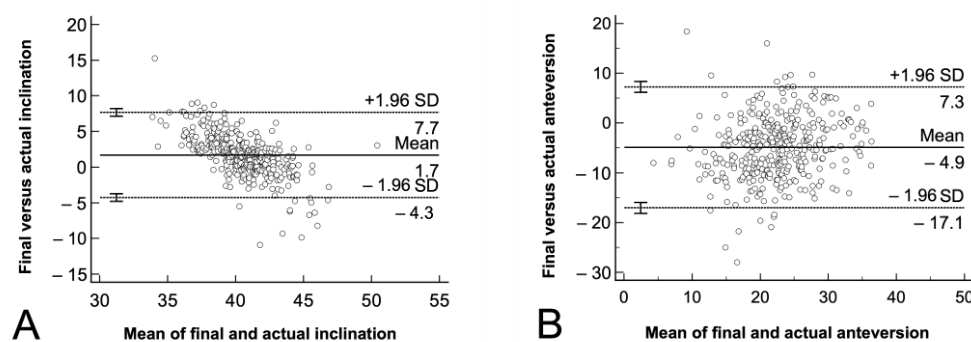 A
Final versus actual inclination
20
15
10
5
0
– 5
– 10
– 15
+1.96 SD
7.7
Mean
1.7
– 1.96 SD
– 4.3
30 35 40 45 50 55
Mean of final and actual inclination
B
Final versus actual anteversion
20
10
0
– 10
– 20
– 30
+1.96 SD
7.3
Mean
– 4.9
– 1.96 SD
– 17.1
0 10 20 30 40 50
Mean of final and actual anteversion